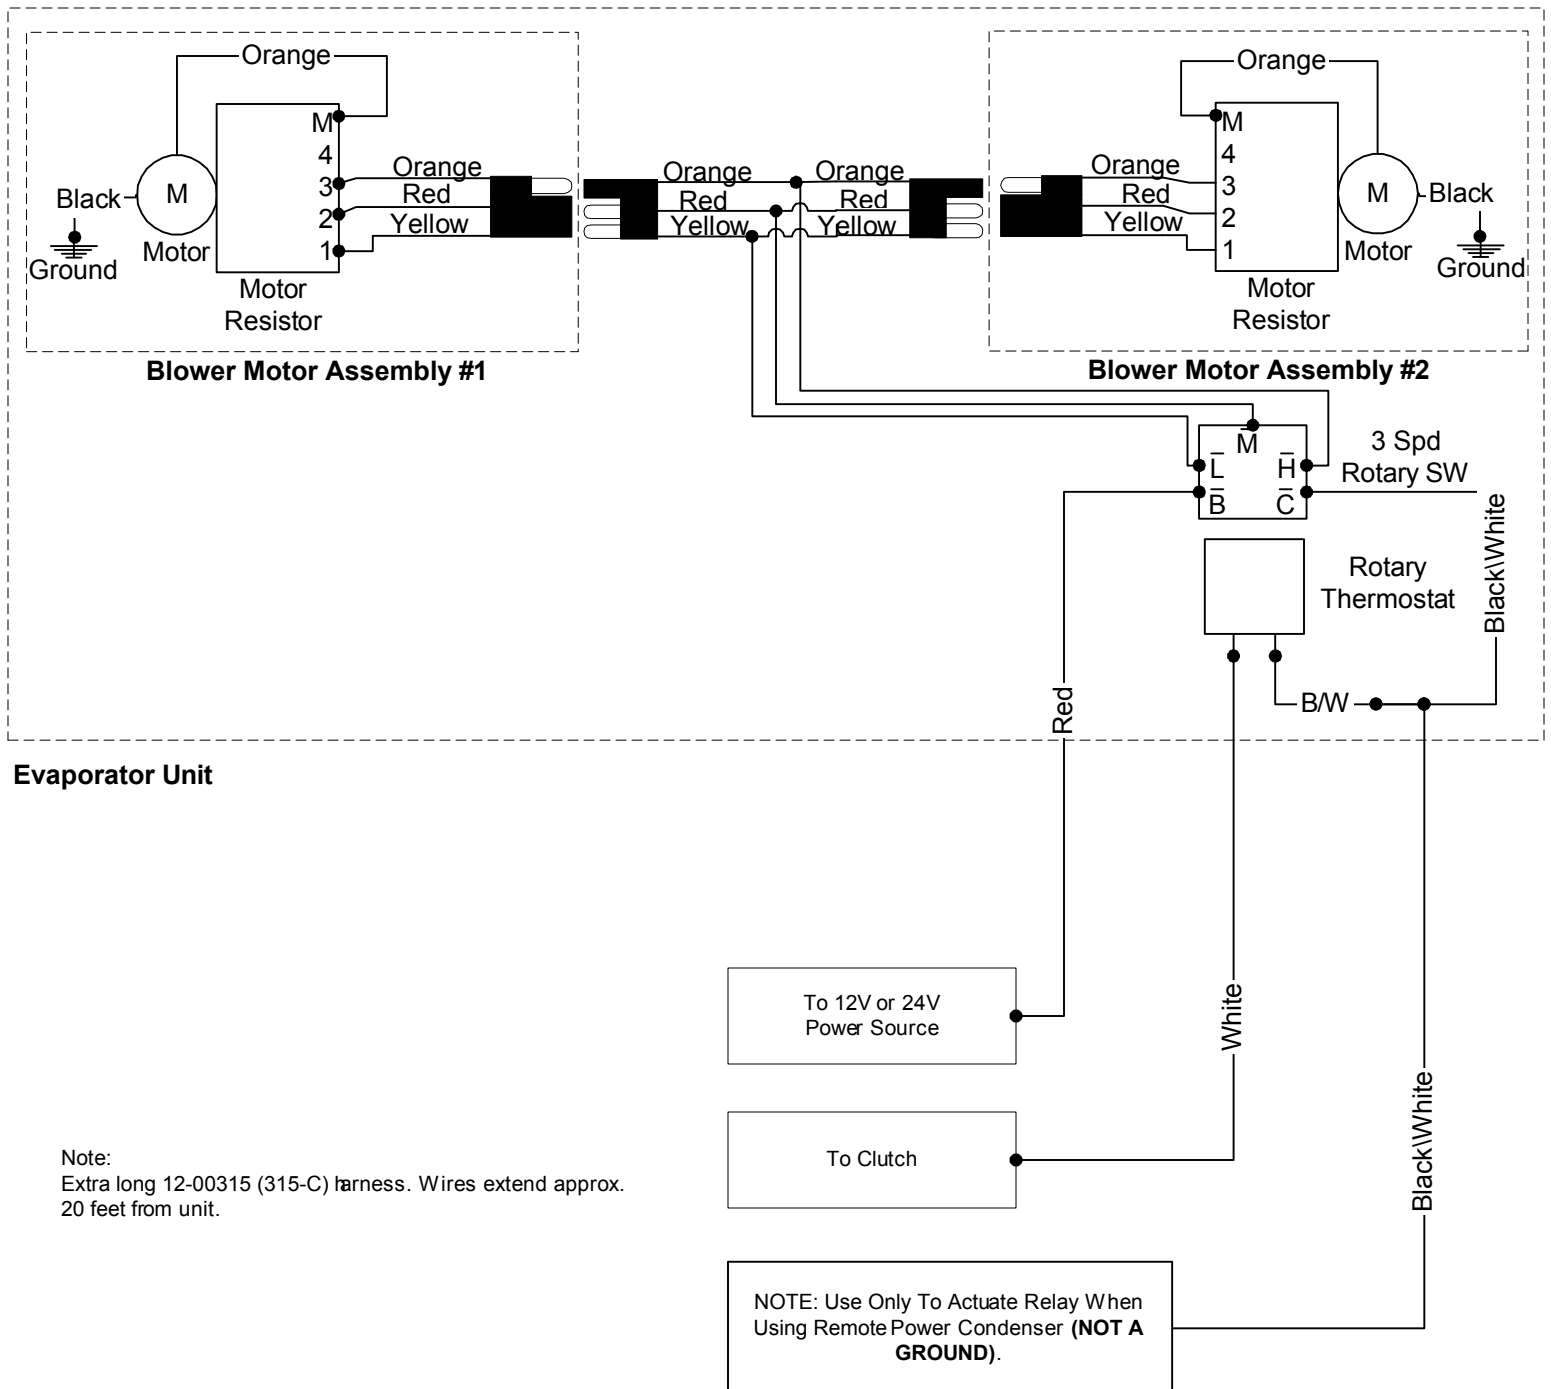 Orange
Orange
M
4
3
2
1
Orange
Red
Yellow
Orange
Red
Yellow
Orange
Red
Yellow
Orange
Red
Yellow
M
4
3
2
1
Black
M
Motor
Ground
Motor
Resistor
M
Black
Motor
Ground
Motor
Resistor
Blower Motor Assembly #1
Blower Motor Assembly #2
M
L
H
B
C
3 Spd
Rotary SW
Rotary
Thermostat
Black\White
B/W
Red
Evaporator Unit
To 12V or 24V
Power Source
White
To Clutch
Black\White
Note:
Extra long 12-00315 (315-C) harness. Wires extend approx.
20 feet from unit.
NOTE: Use Only To Actuate Relay When
Using Remote Power Condenser (NOT A
GROUND).